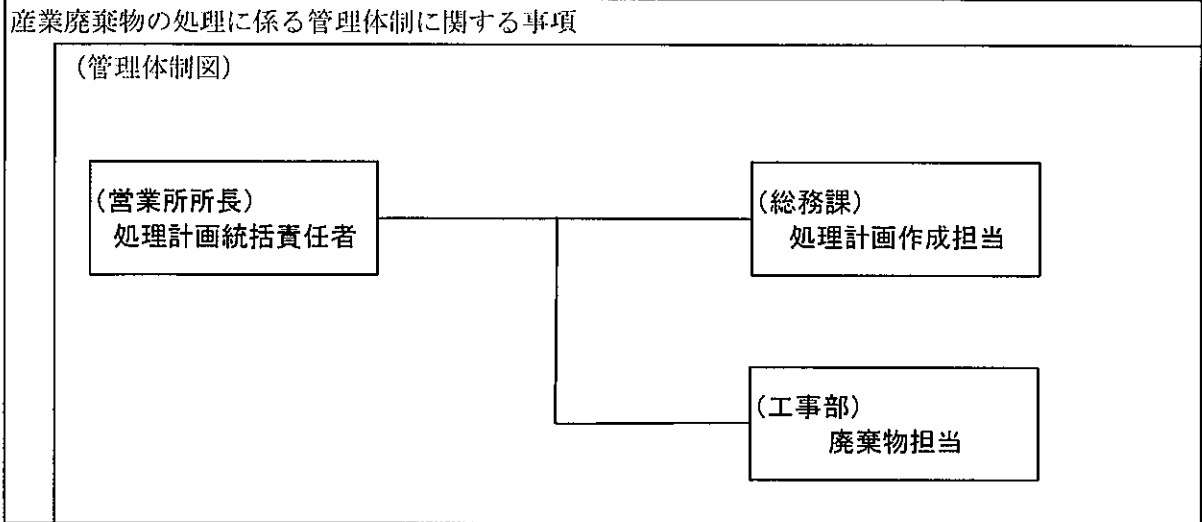 産業廃棄物の処理に係る管理体制に関する事項
（管理体制図）
（営業所所長）
処理計画統括責任者
（総務課）
処理計画作成担当
（工事部）
廃棄物担当